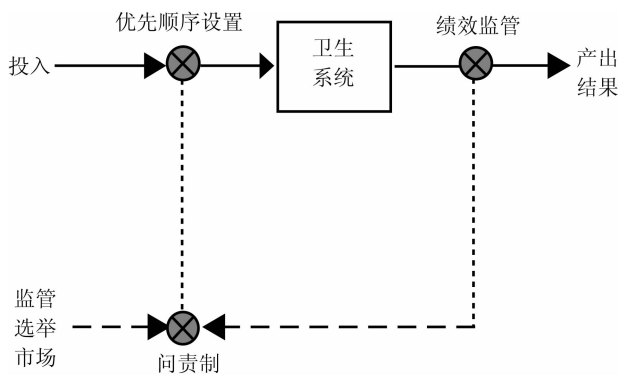 优先顺序设置
投入
卫生
系统
绩效监管
产出
结果
监管
选举
市场
问责制